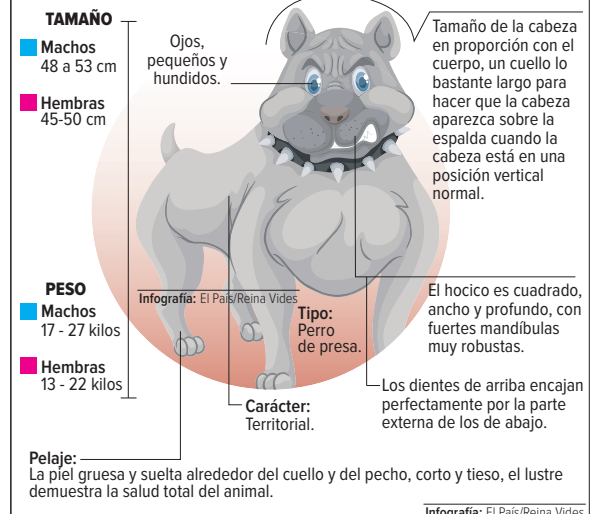 TAMAÑO
Machos
48 a 53 cm
Hembras
45-50 cm
Ojos,
pequeños y
hundidos.
Tamaño de la cabeza
en proporción con el
cuerpo, un cuello lo
bastante largo para
hacer que la cabeza
aparezca sobre la
espalda cuando la
cabeza está en una
posición vertical
normal.
PESO
Machos
17 - 27 kilos
Hembras
13 - 22 kilos
Infografía: El País/Reina Vides
Tipo:
Perro
de presa.
El hocico es cuadrado,
ancho y profundo, con
fuertes mandíbulas
muy robustas.
Carácter:
Territorial.
Los dientes de arriba encajan
perfectamente por la parte
externa de los de abajo.
Pelaje:
La piel gruesa y suelta alrededor del cuello y del pecho, corto y tieso, el lustre
demuestra la salud total del animal.
Infografía: El País/Reina Vides